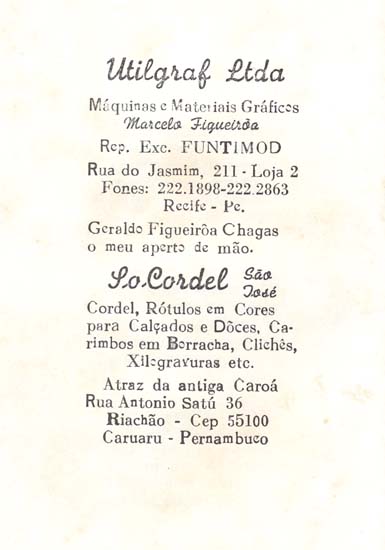 Utilgraf Ltda
Máquinas e Materiais Gráficos
Marcelo Figueirôa
Rep. Exc. FUNTIMOD
Rua do Jasmim, 211 - Loja 2
Fones: 222.1898-222.2863
Recife - Pe.
Geraldo Figueirôa Chagas
o meu aperto de mão.
So-Cordel São José
Cordel, Rótulos em Cores
para Calçados e Dôces, Ca-
rimbos em Borracha, Clichês,
Xilogravuras etc.
Atraz da antiga Caroá
Rua Antonio Satú 36
Riachão - Cep 55100
Caruaru - Pernambuco